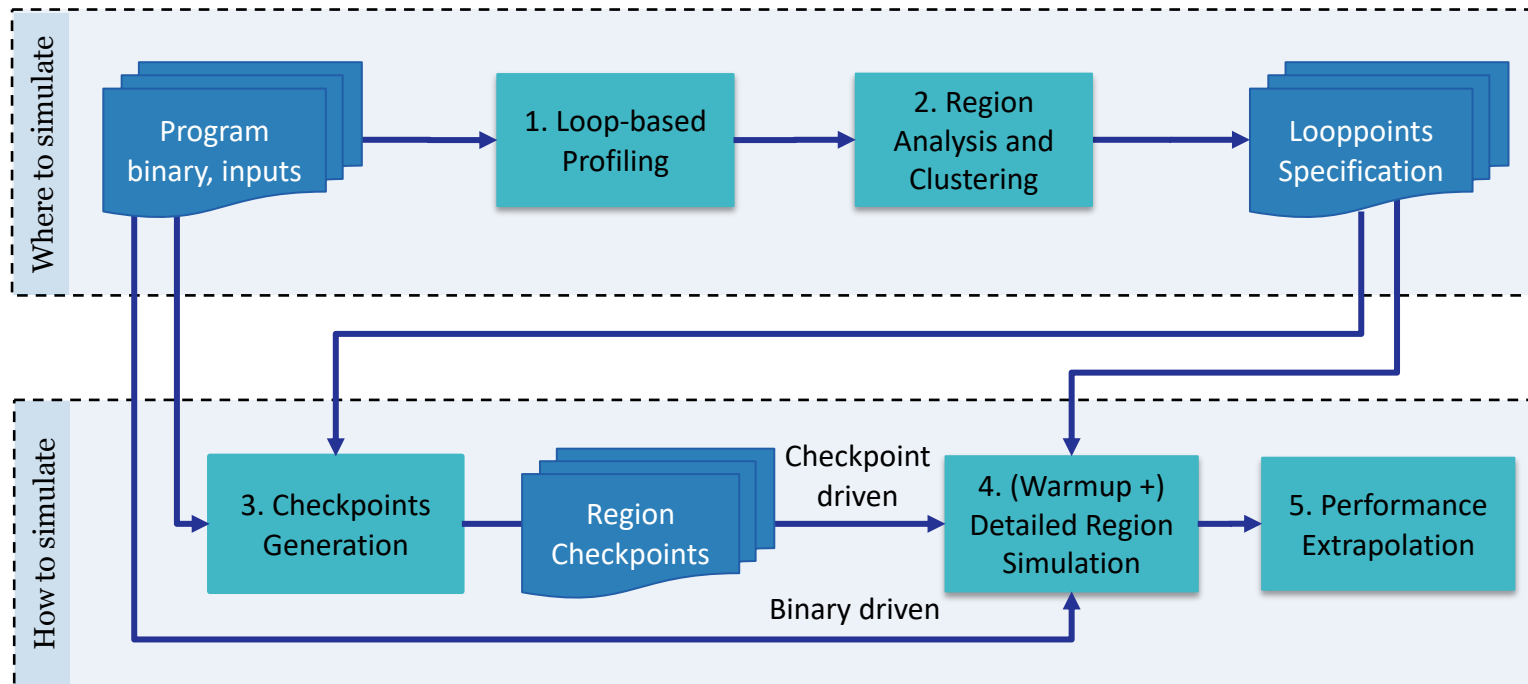 Where to simulate
Program
binary, inputs
1. Loop-based
Profiling
2. Region
Analysis and
Clustering
Looppoints
Specification
How to simulate
3. Checkpoints
Generation
Region
Checkpoints
Checkpoint
driven
Binary driven
4. (Warmup +)
Detailed Region
Simulation
5. Performance
Extrapolation